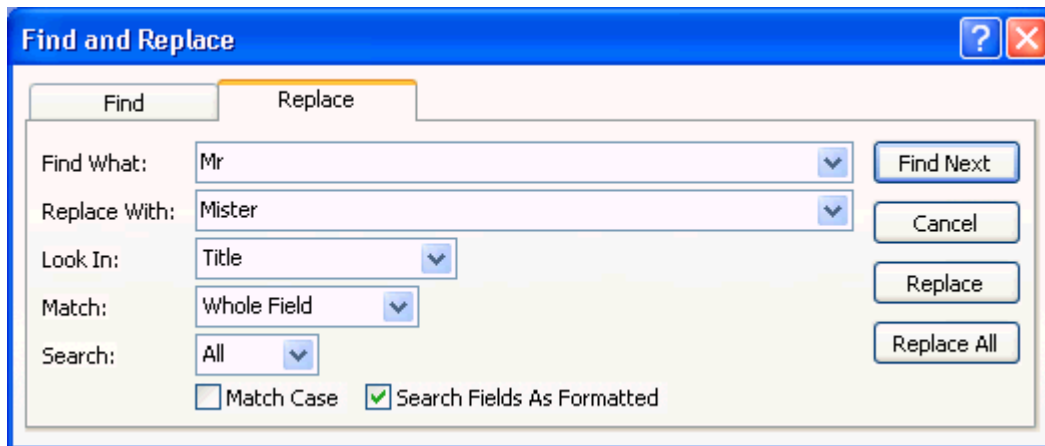 Find and Replace
Find Replace
Find What: Mr Find Next
Replace With: Mister Cancel
Look In: Title
Match: Whole Field Replace
Search: All Replace All
Match Case Search Fields As Formatted